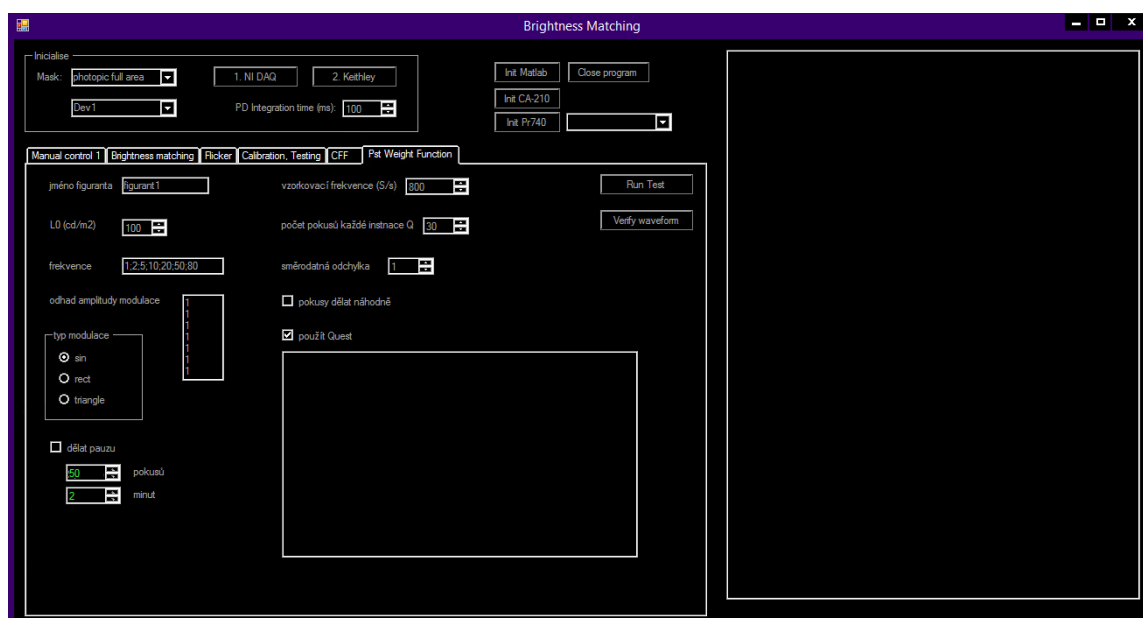 Brightness Matching
Inicialise
Mask: photopic full area 1. NI DAQ 2. Keithley
Dev1 PD Integration time (ms): 100
Init Matlab Close program
Init CA-210
Init Pr740
Manual control 1 Brightness matching Flicker Calibration, Testing CFF Pst Weight Function
jméno figuranta figurant1 vzorkovací frekvence (S/s) 800 Run Test
L0 (cd/m2) 100 počet pokusů každé instnace Q 30 Verify waveform
frekvence 1;2;5;10;20;50;80 směrodatná odchylka 1
odhad amplitudy modulace 1 pokusy dělat náhodně
1
1
1
1
1
1
typ modulace použít Quest
sin
rect
triangle
dělat pauzu
50 pokusů
2 minut